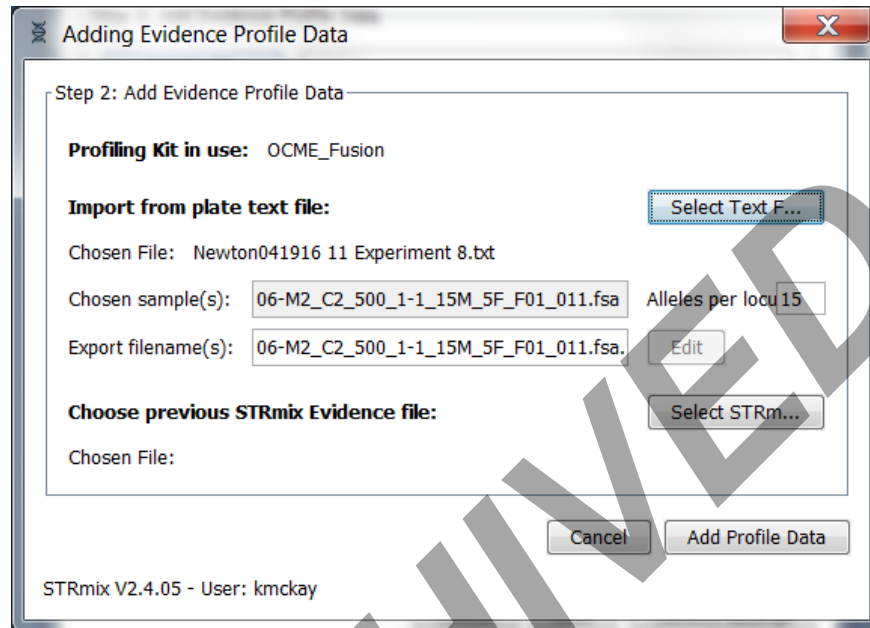 Adding Evidence Profile Data
X
Step 2: Add Evidence Profile Data
Profiling Kit in use: OCME_Fusion
Import from plate text file: Select Text F...
Chosen File: Newton041916 11 Experiment 8.txt
Chosen sample(s): 06-M2_C2_500_1-1_15M_5F_F01_011.fsa Alleles per locu 15
Export filename(s): 06-M2_C2_500_1-1_15M_5F_F01_011.fsa. Edit
Choose previous STRmix Evidence file: Select STRm...
Chosen File:
Cancel Add Profile Data
STRmix V2.4.05 - User: kmckay